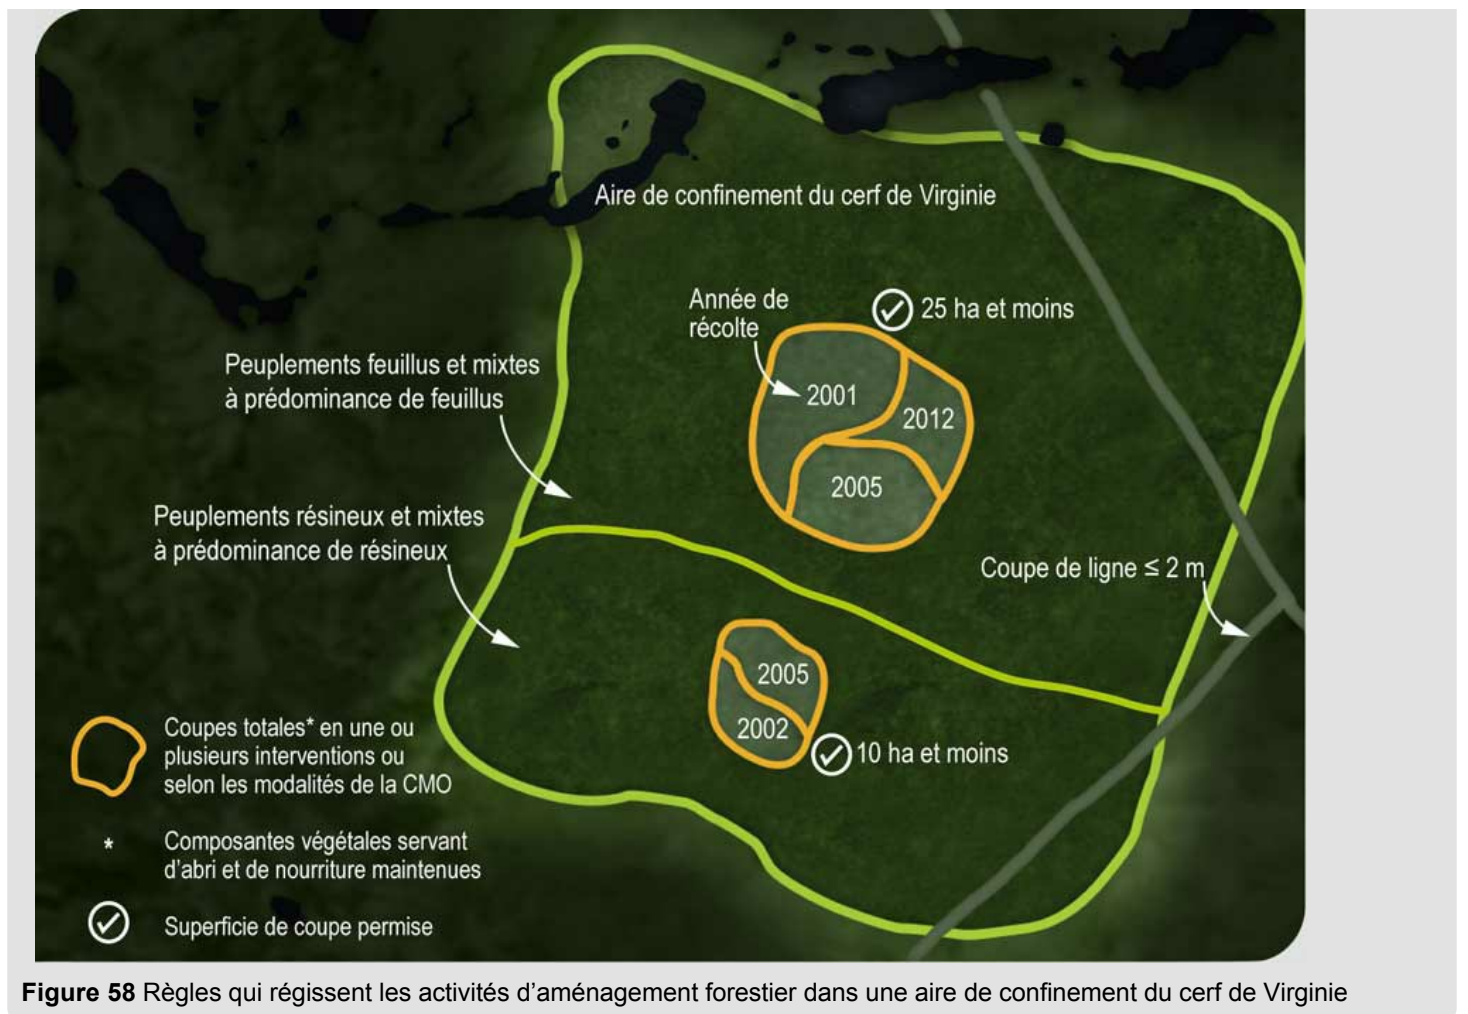 Aire de confinement du cerf de Virginie
Année de
récolte
25 ha et moins
Peuplements feuillus et mixtes
à prédominance de feuillus
2001
2012
2005
Peuplements résineux et mixtes
à prédominance de résineux
Coupe de ligne ≤ 2 m
2005
2002
10 ha et moins
Coupes totales* en une ou
plusieurs interventions ou
selon les modalités de la CMO
* Composantes végétales servant
d'abri et de nourriture maintenues
Superficie de coupe permise
Figure 58 Règles qui régissent les activités d'aménagement forestier dans une aire de confinement du cerf de Virginie